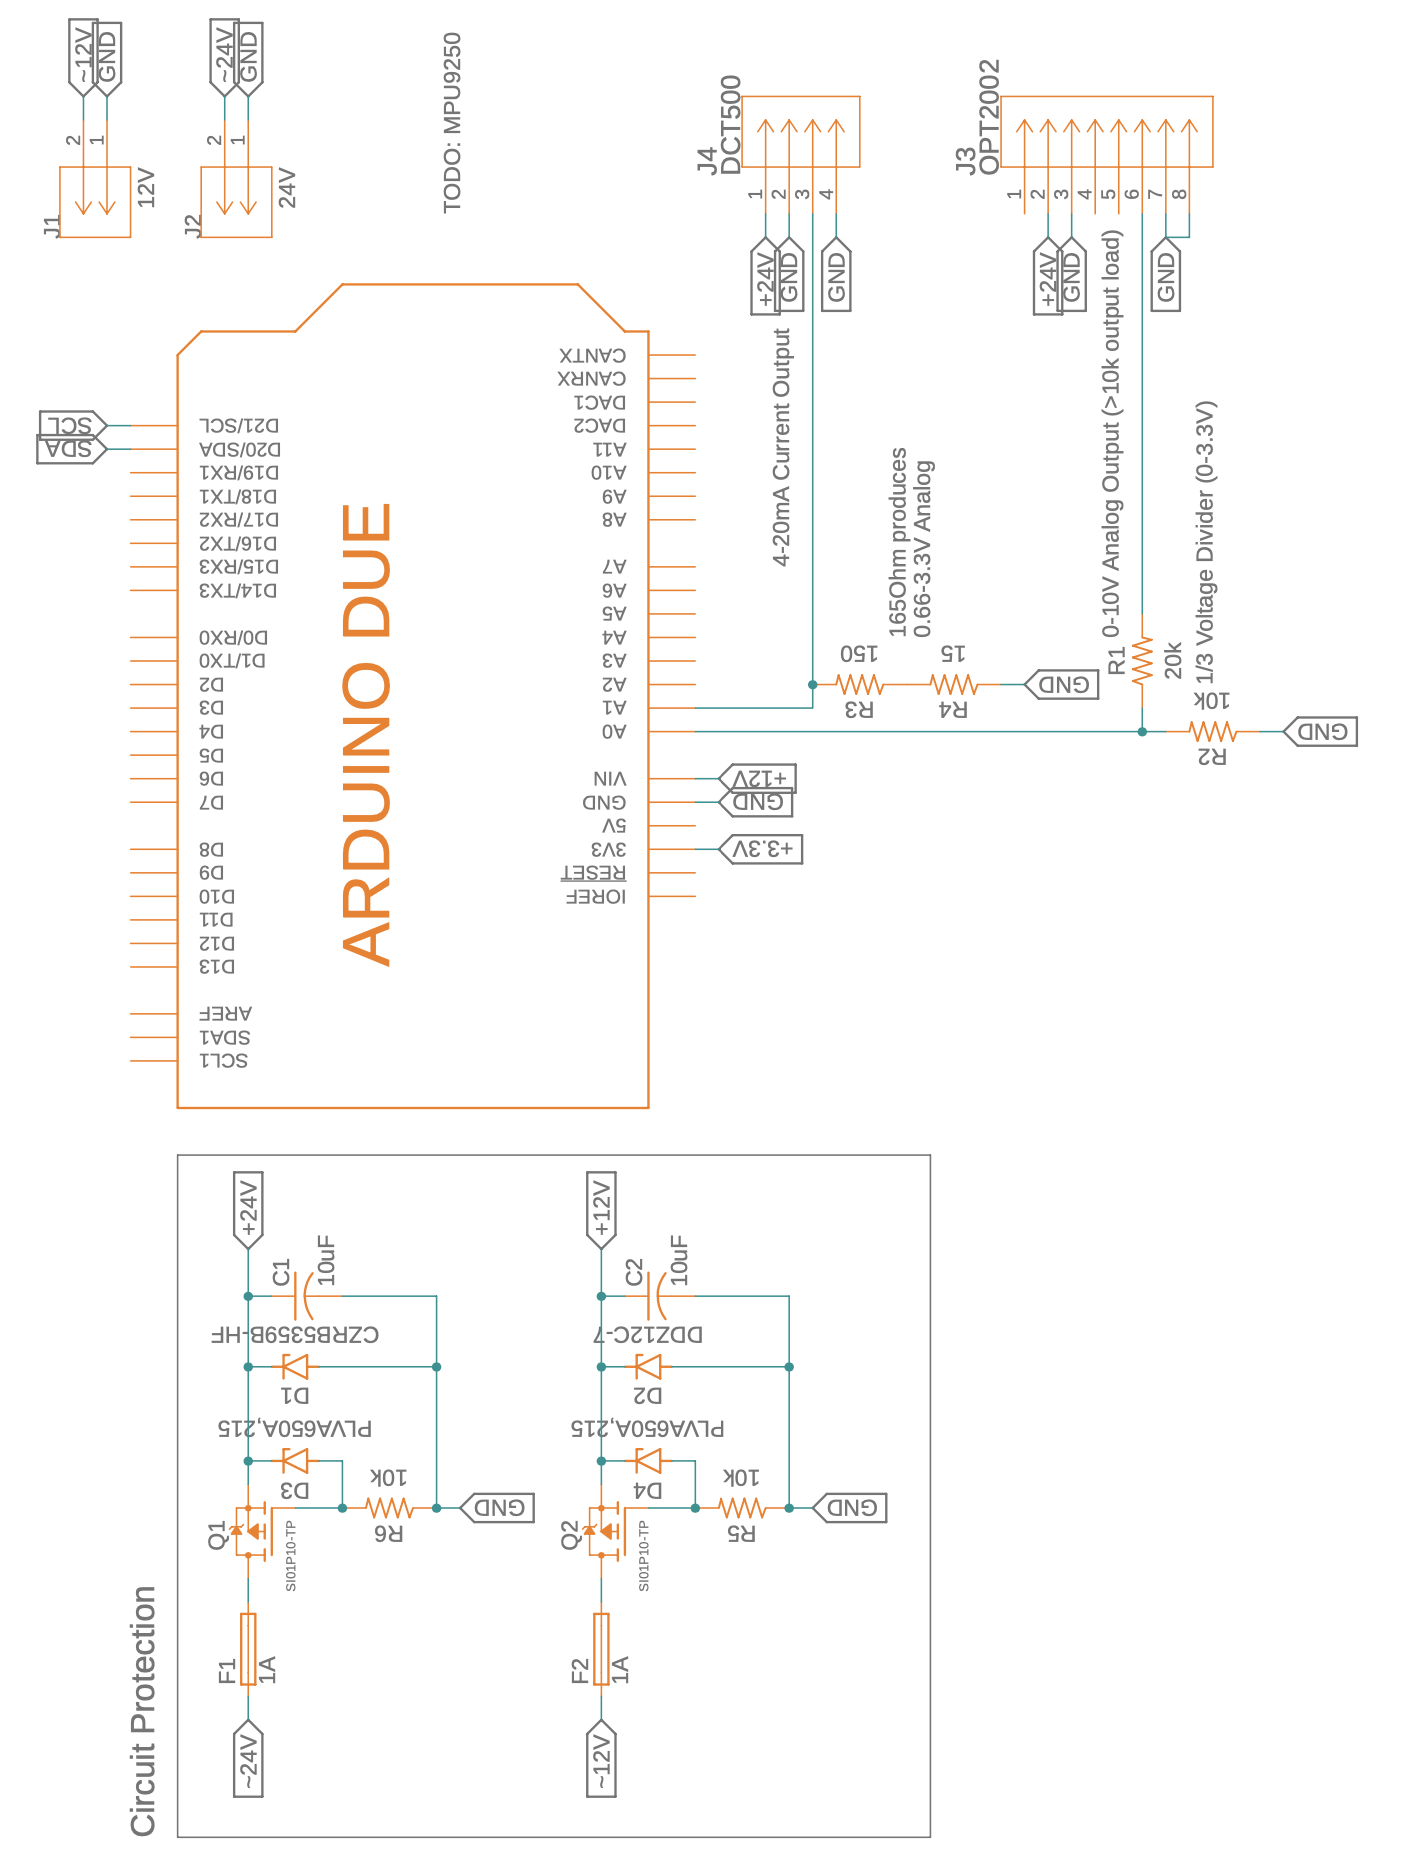 ~12V
GND
2
1
J1
12V
~24V
GND
2
1
J2
24V
TODO: MPU9250
J4
DCT500
1
2
3
4
+24V
GND
GND
4-20mA Current Output
J3
OPT2002
1
2
3
4
5
6
7
8
+24V
GND
GND
0-10V Analog Output (>10k output load)
1/3 Voltage Divider (0-3.3V)
165Ohm produces
0.66-3.3V Analog
150
R3
15
R4
GND
R1
20k
10k
R2
GND
SCL
SDA
ARDUINO DUE
D21/SCL
D20/SDA
D19/RX1
D18/TX1
D17/RX2
D16/TX2
D15/RX3
D14/TX3
D0/RX0
D1/TX0
D2
D3
D4
D5
D6
D7
D8
D9
D10
D11
D12
D13
AREF
SDA1
SCL1
CANTX
CANRX
DAC1
DAC2
A11
A10
A9
A8
A7
A6
A5
A4
A3
A2
A1
A0
VIN
GND
5V
3V3
RESET
IOREF
+12V
GND
+3.3V
Circuit Protection
+24V
C1
10uF
CZRB5359B-HF
D1
PLVA650A,215
D3
10k
R6
GND
Q1
SI01P10-TP
F1
1A
~24V
+12V
C2
10uF
DDZ12C-7
D2
PLVA650A,215
D4
10k
R5
GND
Q2
SI01P10-TP
F2
1A
~12V